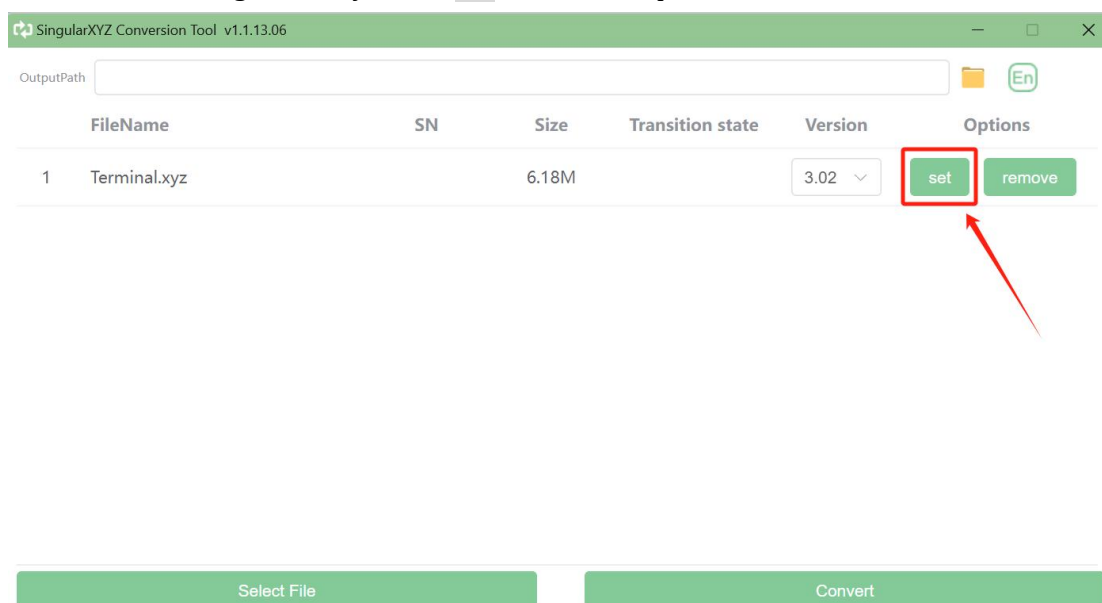 SingularXYZ Conversion Tool v1.1.13.06
OutputPath
En
FileName SN Size Transition state Version Options
1 Terminal.xyz 6.18M 3.02 set remove
Select File Convert